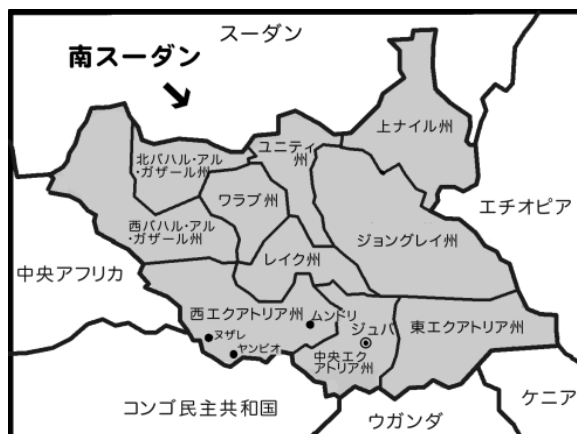 スーダン
南スーダン
上ナイル州
ユニティ
州
北バハル・アル
・ガザール州
ワラブ州
エチオピア
西バハル・アル
・ガザール州
ジョングレイ州
レイク州
中央アフリカ
西エクアトリア州
ムンドリ
ジュバ
東エクアトリア州
ヌザレ
ヤンビオ
中央エク
アトリア州
ケニア
コンゴ民主共和国
ウガンダ